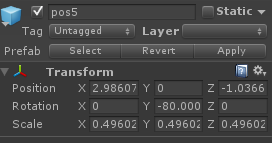 pos5 Static
Tag Untagged Layer
Prefab Select Revert Apply
Transform
Position X 2.98607 Y 0 Z -1.0366
Rotation X 0 Y -80.000 Z 0
Scale X 0.49602 Y 0.49602 Z 0.49602